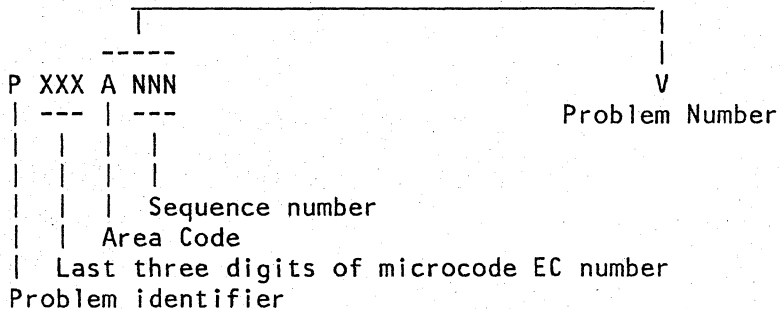 P XXX A NNN
V
Problem Number
Sequence number
Area Code
Last three digits of microcode EC number
Problem identifier